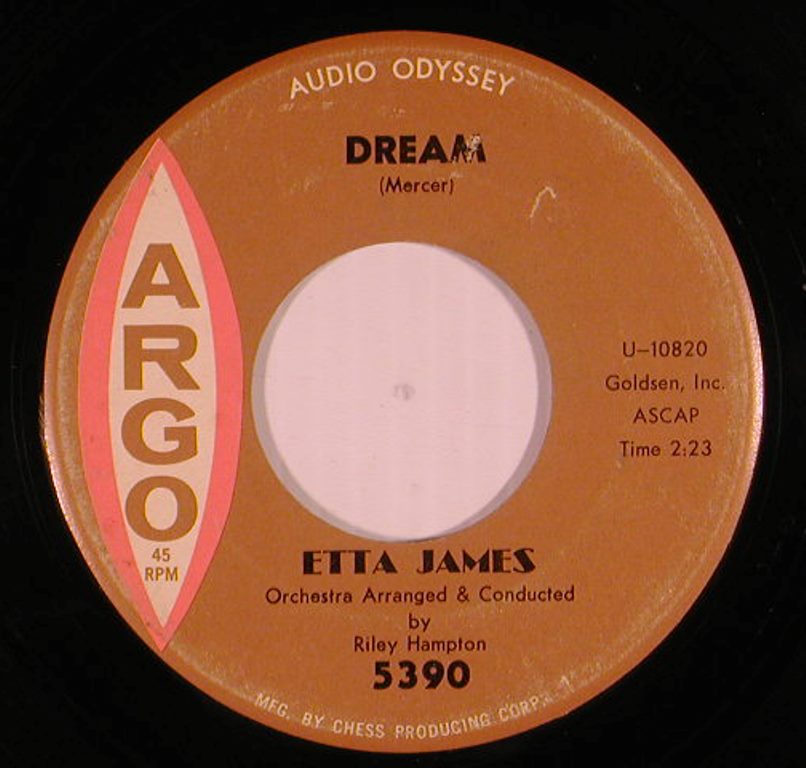 AUDIO ODYSSEY
DREAM
(Mercer)
ARGO
45
RPM
U-10820
Goldsen, Inc.
ASCAP
Time 2:23
ETTA JAMES
Orchestra Arranged & Conducted
by
Riley Hampton
5390
MFG. BY CHESS PRODUCING CORP.